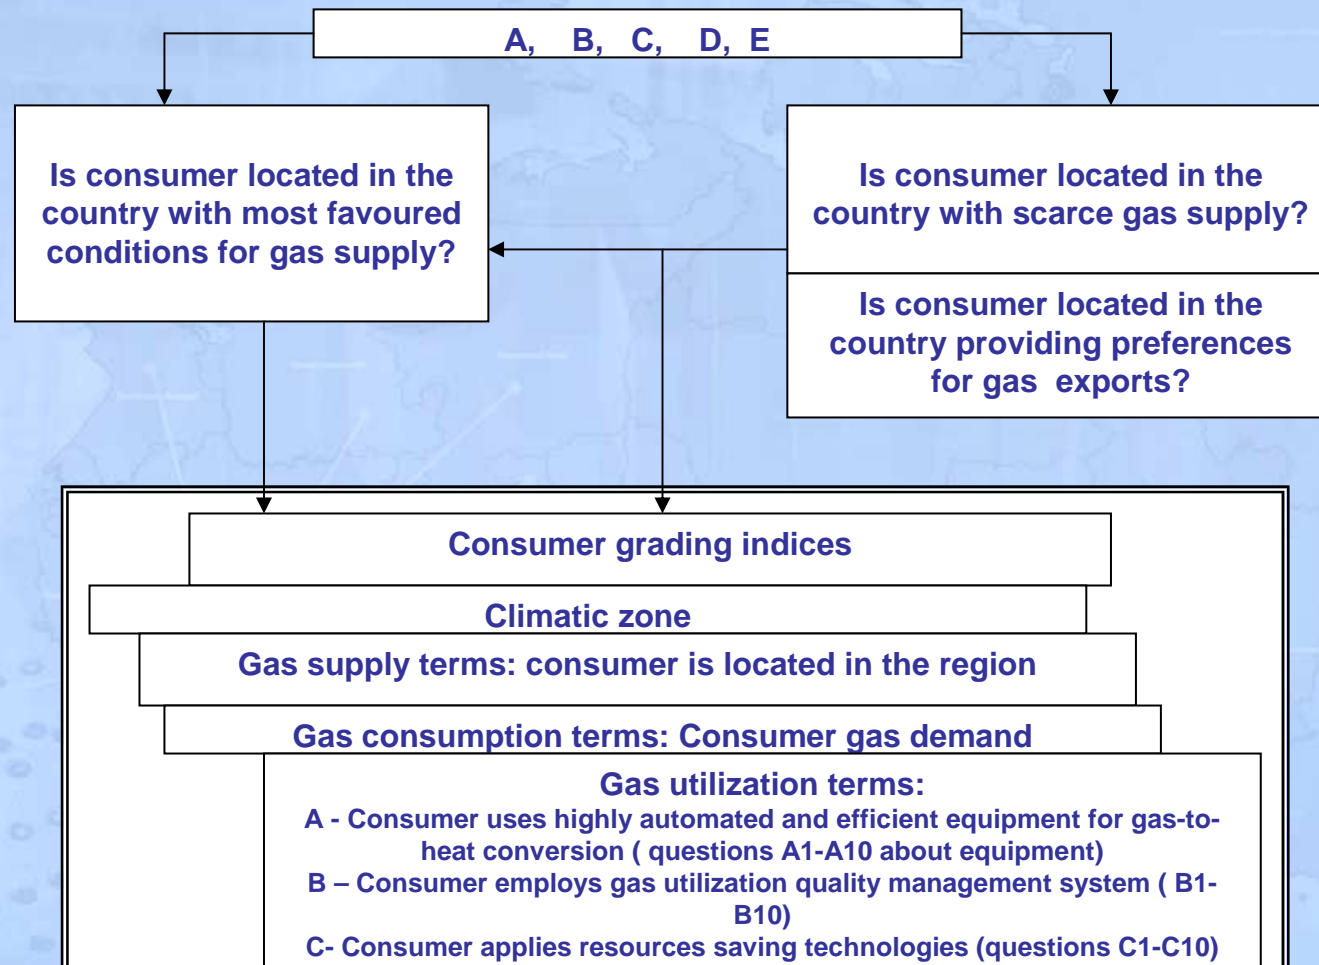 A, B, C, D, E
Is consumer located in the
country with most favoured
conditions for gas supply?
Is consumer located in the
country with scarce gas supply?
Is consumer located in the
country providing preferences
for gas exports?
Consumer grading indices
Climatic zone
Gas supply terms: consumer is located in the region
Gas consumption terms: Consumer gas demand
Gas utilization terms:
A - Consumer uses highly automated and efficient equipment for gas-to-
heat conversion ( questions A1-A10 about equipment)
B – Consumer employs gas utilization quality management system ( B1-
B10)
C- Consumer applies resources saving technologies (questions C1-C10)